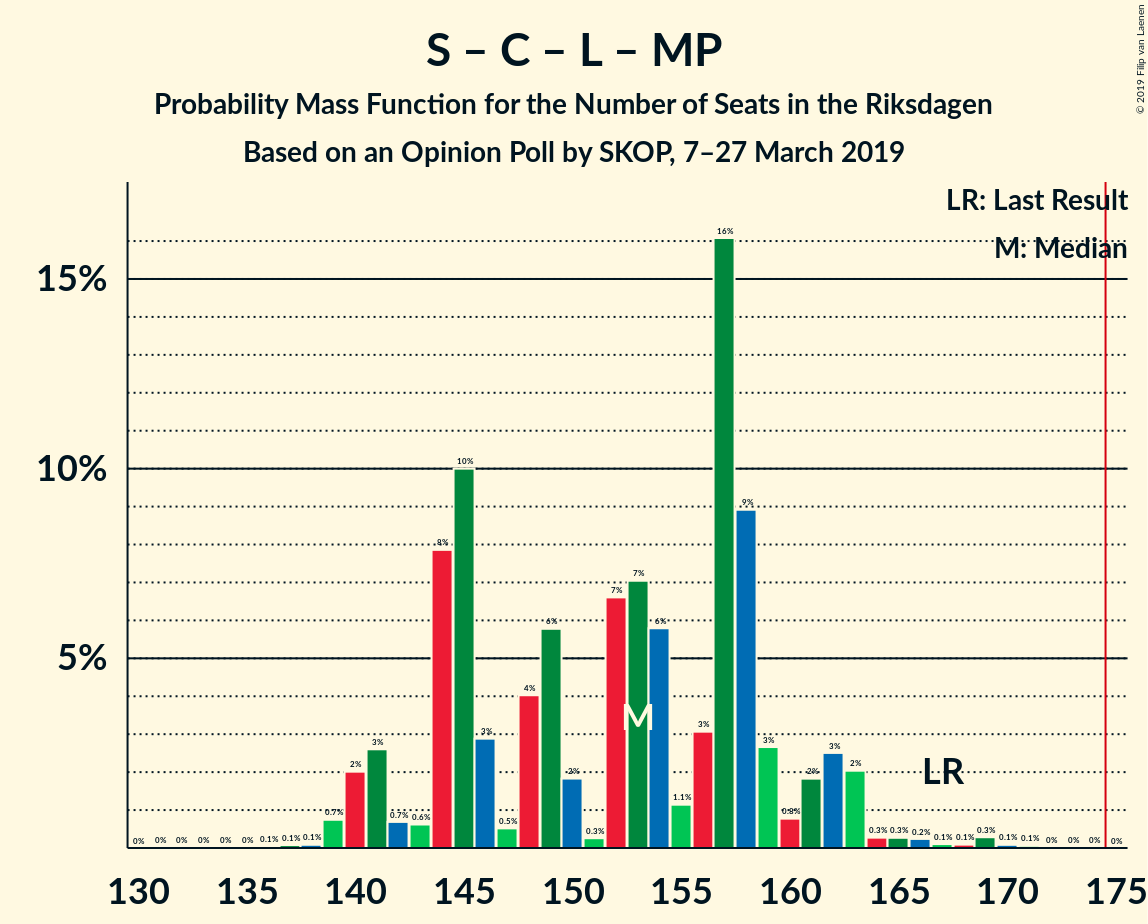 S – C – L – MP
Probability Mass Function for the Number of Seats in the Riksdagen
Based on an Opinion Poll by SKOP, 7–27 March 2019
© 2019 Filip van Laenen
LR: Last Result
M: Median
15%
10%
5%
0% 0% 0% 0% 0% 0% 0.1% 0.1% 0.1% 0.7% 2% 3% 0.7% 0.6% 8% 10% 3% 0.5% 4% 6% 2% 0.3% 7% 7% 6% 1.1% 3% 16% 9% 3% 0.8% 2% 3% 2% 0.3% 0.3% 0.2% 0.1% 0.1% 0.3% 0.1% 0.1% 0% 0% 0% 0%
M
LR
130 135 140 145 150 155 160 165 170 175